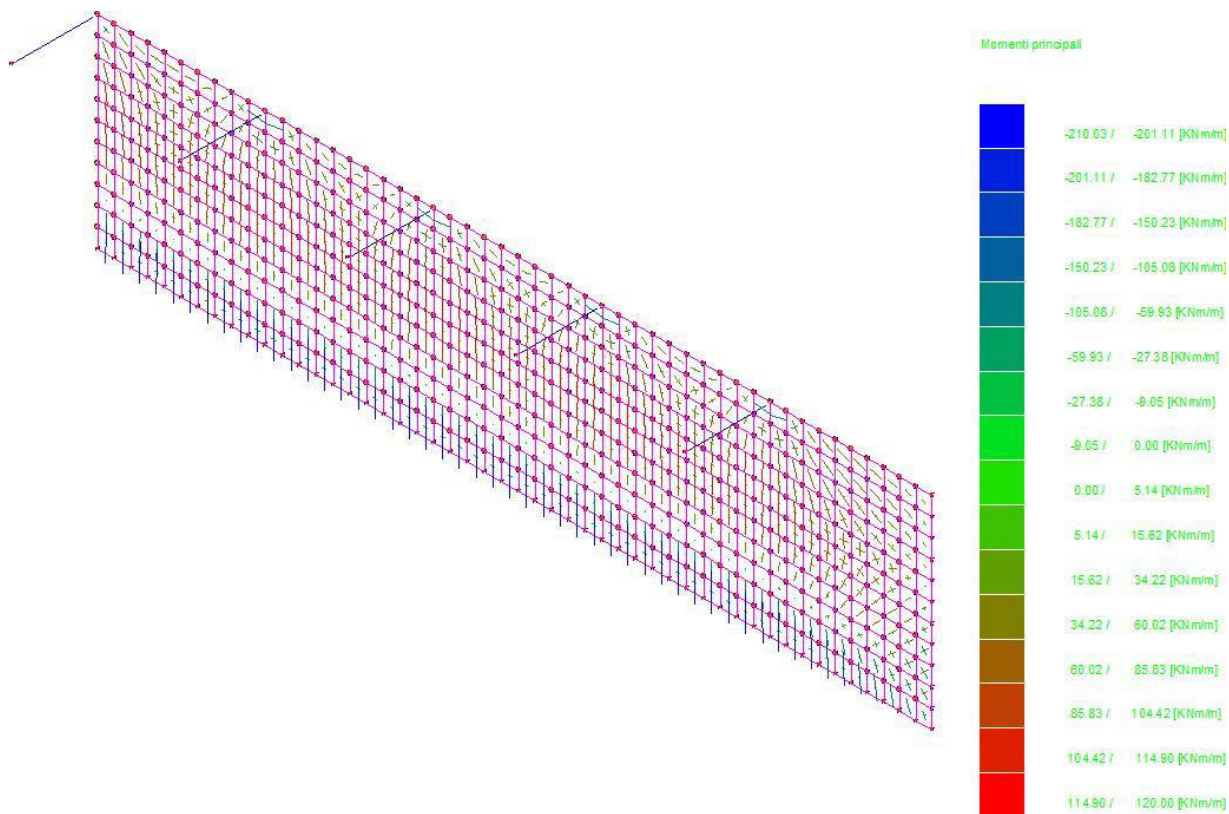 Momenti principali
-210.03 / -201.11 [KNm/m]
-201.11 / -182.77 [KNm/m]
-182.77 / -150.23 [KNm/m]
-150.23 / -105.08 [KNm/m]
-105.08 / -59.93 [KNm/m]
-59.93 / -27.38 [KNm/m]
-27.38 / -9.05 [KNm/m]
-9.05 / 0.00 [KNm/m]
0.00 / 5.14 [KNm/m]
5.14 / 15.62 [KNm/m]
15.62 / 34.22 [KNm/m]
34.22 / 60.02 [KNm/m]
60.02 / 85.83 [KNm/m]
85.83 / 104.42 [KNm/m]
104.42 / 114.90 [KNm/m]
114.90 / 120.00 [KNm/m]